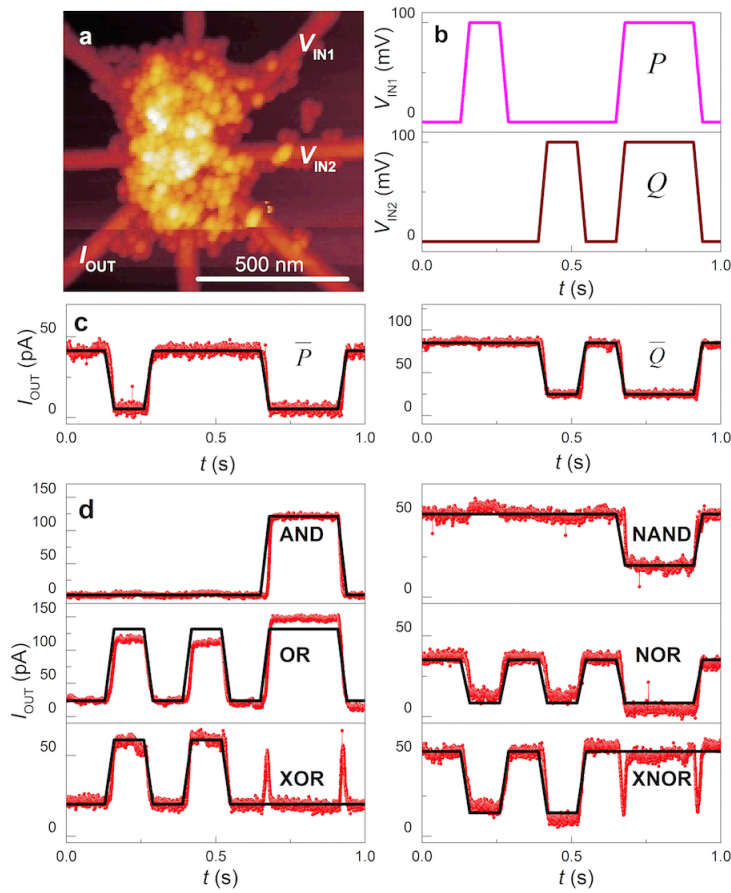 a
V_IN1
V_IN2
I_OUT
500 nm
b
V_IN1 (mV)
100
0
P
V_IN2 (mV)
100
0
Q
0.0 0.5 1.0
t (s)
c
I_OUT (pA)
50
0
P̅
0.0 0.5 1.0
t (s)
100
75
50
25
0
Q̅
0.0 0.5 1.0
t (s)
d
I_OUT (pA)
150
100
50
0
AND
150
100
50
0
OR
50
0
XOR
0.0 0.5 1.0
t (s)
50
0
NAND
50
0
NOR
50
0
XNOR
0.0 0.5 1.0
t (s)